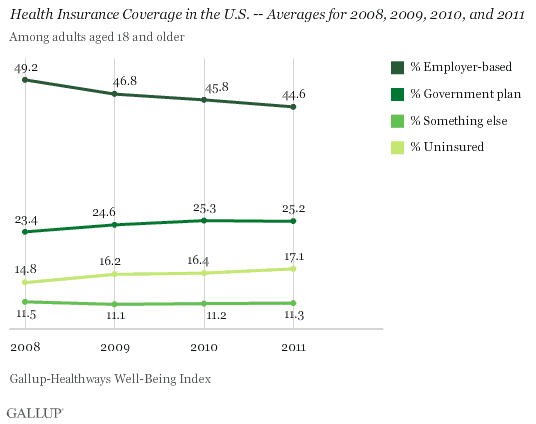 Health Insurance Coverage in the U.S. -- Averages for 2008, 2009, 2010, and 2011
Among adults aged 18 and older
49.2
46.8
45.8
44.6
% Employer-based
% Government plan
% Something else
% Uninsured
23.4
24.6
25.3
25.2
14.8
16.2
16.4
17.1
11.5
11.1
11.2
11.3
2008
2009
2010
2011
Gallup-Healthways Well-Being Index
GALLUP®